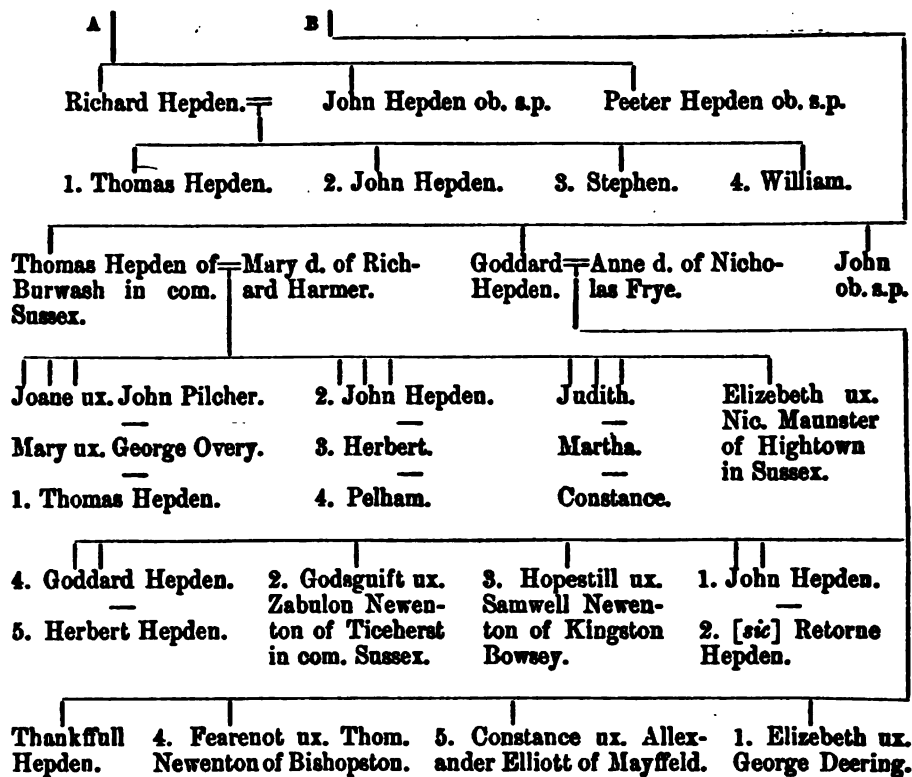 A B
Richard Hepden.= John Hepden ob. s.p. Peeter Hepden ob. s.p.
1. Thomas Hepden. 2. John Hepden. 3. Stephen. 4. William.
Thomas Hepden of=Mary d. of Rich-
Burwash in com. ard Harmer.
Sussex.
Goddard=Anne d. of Nicho-
Hepden. las Frye.
John
ob. s.p.
Joane ux. John Pilcher.
Mary ux. George Overy.
1. Thomas Hepden.
2. John Hepden.
3. Herbert.
4. Pelham.
Judith.
Martha.
Constance.
Elizebeth ux.
Nic. Maunster
of Hightown
in Sussex.
4. Goddard Hepden.
5. Herbert Hepden.
2. Godsguift ux.
Zabulon Newen-
ton of Ticeherst
in com. Sussex.
3. Hopestill ux.
Samwell Newen-
ton of Kingston
Bowsey.
1. John Hepden.
2. [sic] Retorne
Hepden.
Thankffull
Hepden.
4. Fearenot ux. Thom.
Newenton of Bishopston.
5. Constance ux. Allex-
ander Elliott of Mayffeld.
1. Elizebeth ux.
George Deering.